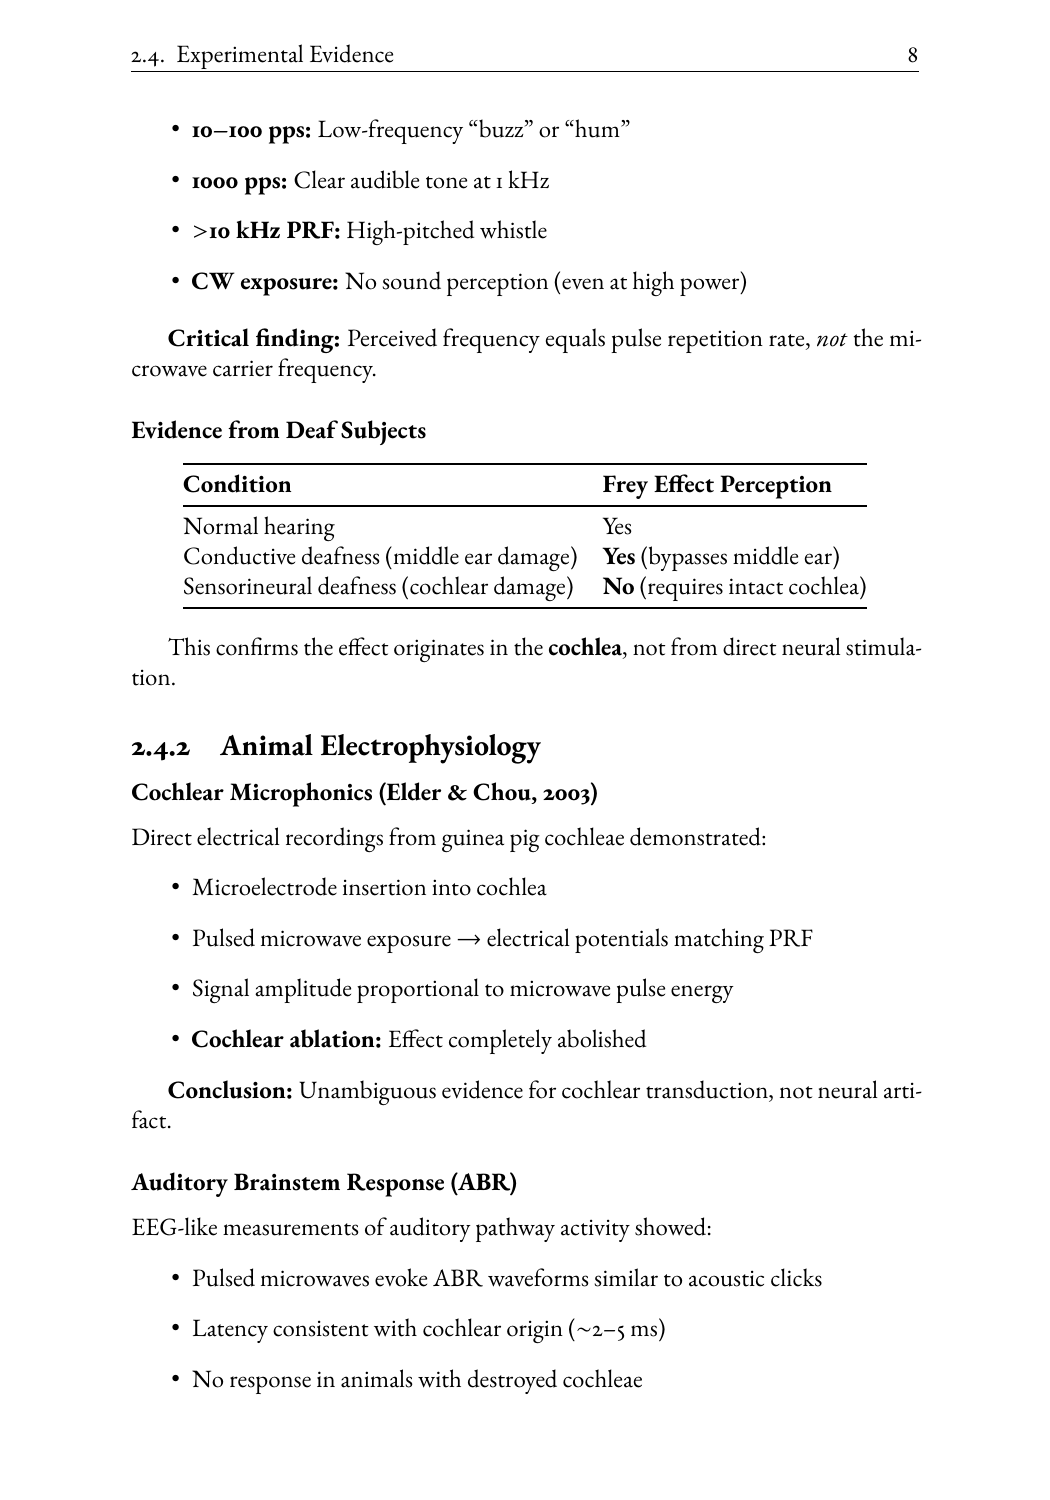 2.4. Experimental Evidence 8
• 10–100 pps: Low-frequency “buzz” or “hum”
• 1000 pps: Clear audible tone at 1 kHz
• >10 kHz PRF: High-pitched whistle
• CW exposure: No sound perception (even at high power)
Critical finding: Perceived frequency equals pulse repetition rate, not the mi-
crowave carrier frequency.
Evidence from Deaf Subjects
Condition Frey Effect Perception
Normal hearing Yes
Conductive deafness (middle ear damage) Yes (bypasses middle ear)
Sensorineural deafness (cochlear damage) No (requires intact cochlea)
This confirms the effect originates in the cochlea, not from direct neural stimula-
tion.
2.4.2 Animal Electrophysiology
Cochlear Microphonics (Elder & Chou, 2003)
Direct electrical recordings from guinea pig cochleae demonstrated:
• Microelectrode insertion into cochlea
• Pulsed microwave exposure → electrical potentials matching PRF
• Signal amplitude proportional to microwave pulse energy
• Cochlear ablation: Effect completely abolished
Conclusion: Unambiguous evidence for cochlear transduction, not neural arti-
fact.
Auditory Brainstem Response (ABR)
EEG-like measurements of auditory pathway activity showed:
• Pulsed microwaves evoke ABR waveforms similar to acoustic clicks
• Latency consistent with cochlear origin (~2–5 ms)
• No response in animals with destroyed cochleae